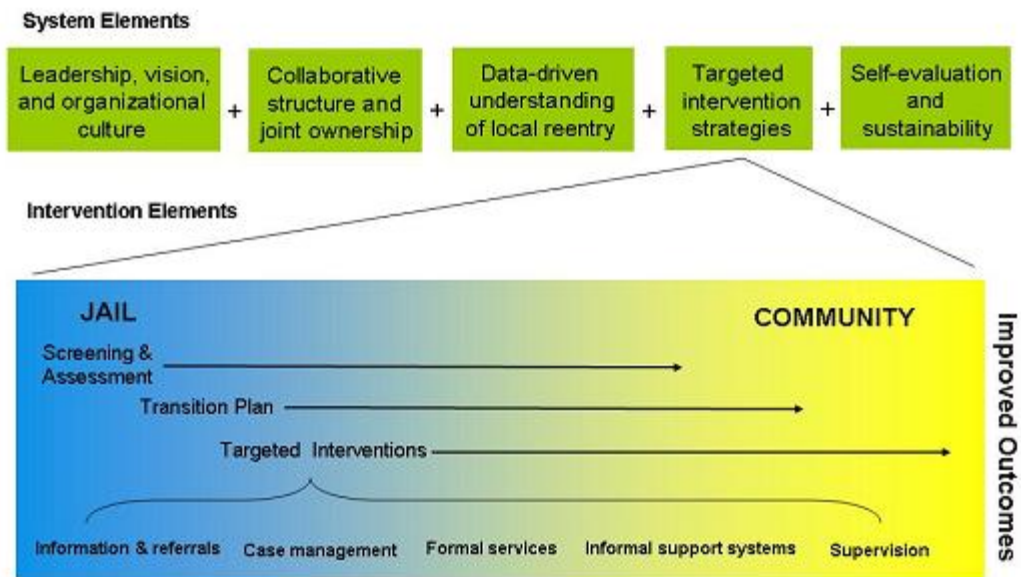 System Elements
Leadership, vision,
and organizational
culture
+
Collaborative
structure and
joint ownership
+
Data-driven
understanding
of local reentry
+
Targeted
intervention
strategies
+
Self-evaluation
and
sustainability
Intervention Elements
JAIL
COMMUNITY
Screening &
Assessment
Transition Plan
Targeted Interventions
Information & referrals
Case management
Formal services
Informal support systems
Supervision
Improved Outcomes